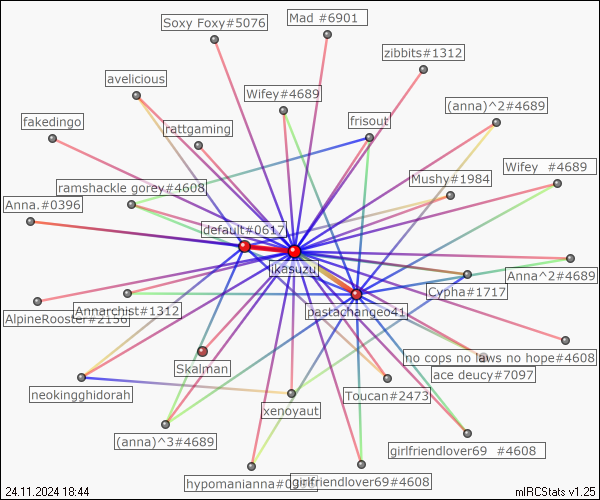 Soxy Foxy#5076
Mad #6901
zibbits#1312
avelicious
Wifey#4689
(anna)^2#4689
fakedingo
rattgaming
frisout
Wifey #4689
Mushy#1984
ramshackle gorey#4608
Anna.#0396
default#0617
ikasuzu
Anna^2#4689
Cypha#1717
AlpineRooster#2156
Annarchist#1312
pastachangeo41
no cops no laws no hope#4608
Skalman
ace deucy#7097
neokingghidorah
Toucan#2473
xenoyaut
(anna)^3#4689
girlfriendlover69 #4608
hypomanianna
girlfriendlover69#4608
24.11.2024 18:44
mIRCStats v1.25